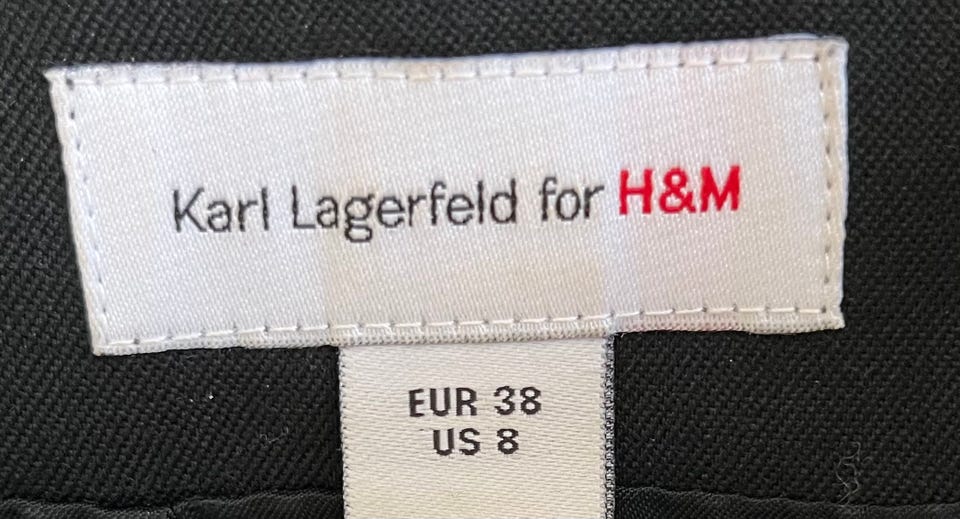 Karl Lagerfeld for H&M
EUR 38
US 8